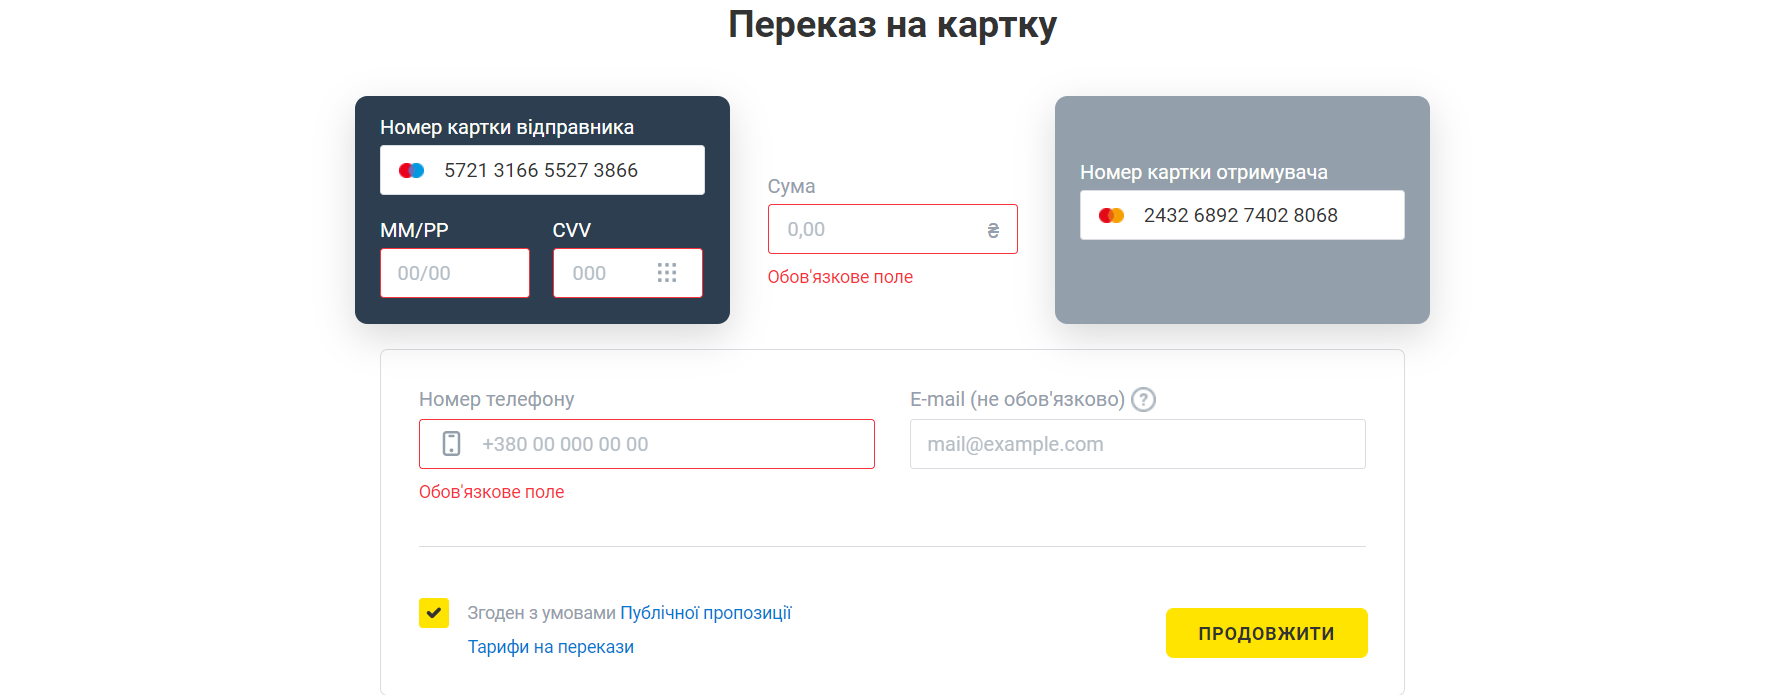 Переказ на картку
Номер картки відправника
5721 3166 5527 3866
MM/PP CVV
00/00 000
Сума
0,00 ₴
Обов'язкове поле
Номер картки отримувача
2432 6892 7402 8068
Номер телефону
+380 00 000 00 00
Обов'язкове поле
E-mail (не обов'язково) ?
mail@example.com
Згоден з умовами Публічної пропозиції
Тарифи на перекази
ПРОДОВЖИТИ